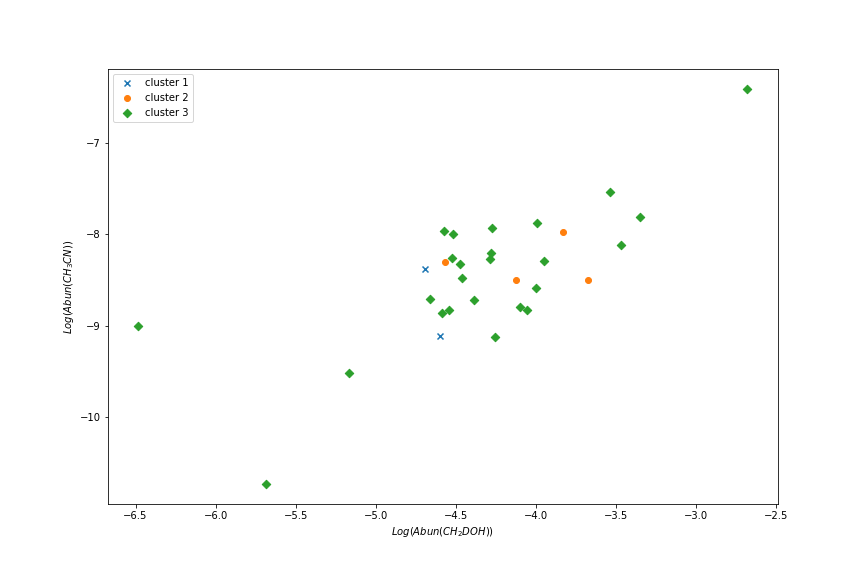 cluster 1
cluster 2
cluster 3
−7
−8
−9
−10
Log(Abun(CH₃CN))
−6.5 −6.0 −5.5 −5.0 −4.5 −4.0 −3.5 −3.0 −2.5
Log(Abun(CH₂DOH))